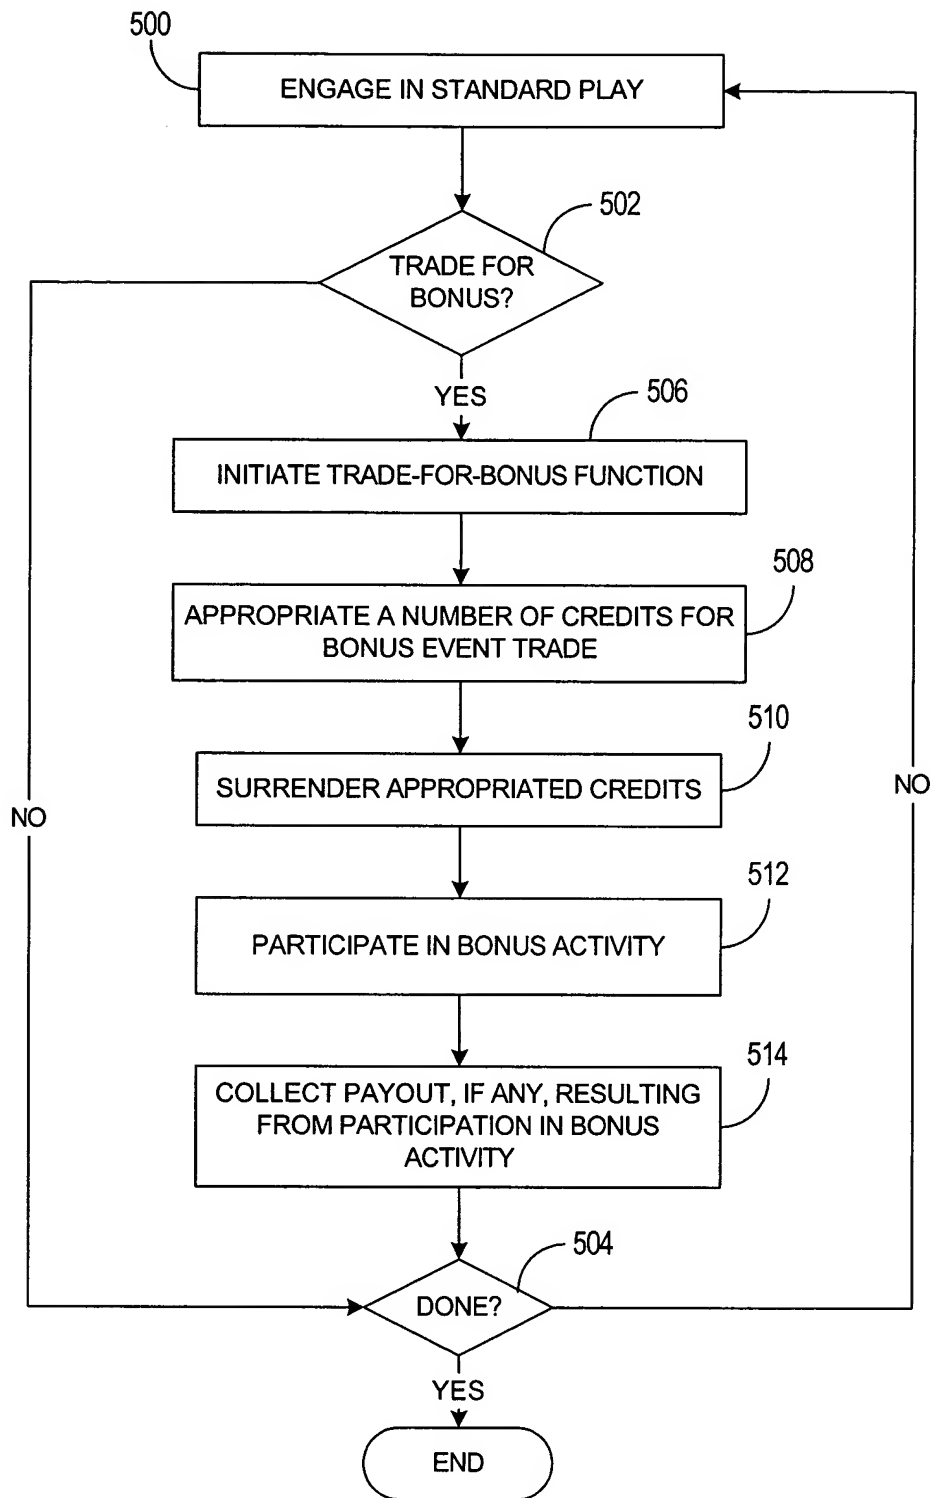 500
ENGAGE IN STANDARD PLAY
502
TRADE FOR
BONUS?
YES
506
INITIATE TRADE-FOR-BONUS FUNCTION
508
APPROPRIATE A NUMBER OF CREDITS FOR
BONUS EVENT TRADE
510
SURRENDER APPROPRIATED CREDITS
NO
NO
512
PARTICIPATE IN BONUS ACTIVITY
514
COLLECT PAYOUT, IF ANY, RESULTING
FROM PARTICIPATION IN BONUS
ACTIVITY
504
DONE?
YES
END